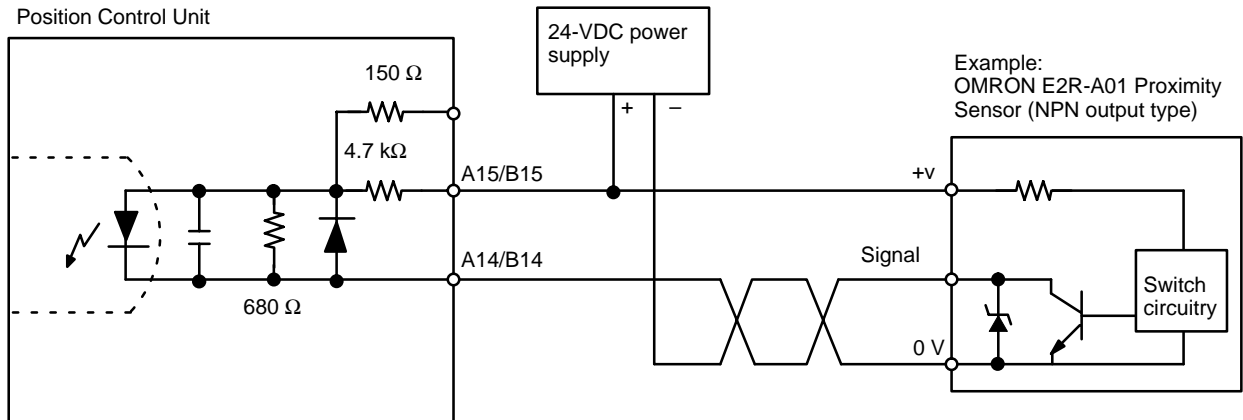 Position Control Unit
24-VDC power
supply
150 Ω
Example:
OMRON E2R-A01 Proximity
Sensor (NPN output type)
+ –
4.7 kΩ
A15/B15
+v
A14/B14
Signal
Switch
circuitry
680 Ω
0 V